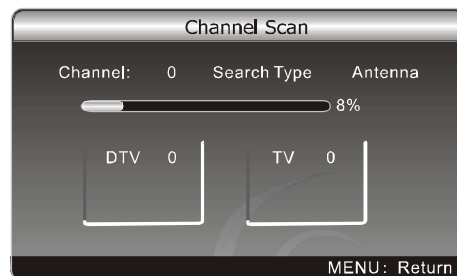 Channel Scan
Channel: 0 Search Type Antenna
8%
DTV 0 TV 0
MENU: Return